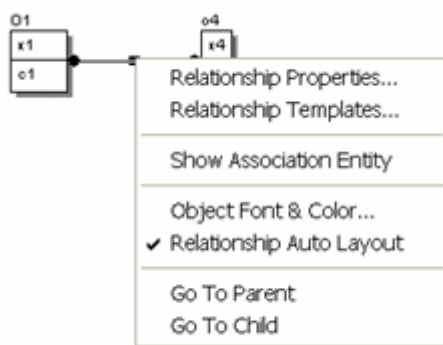 O1
o4
x1
x4
c1
Relationship Properties...
Relationship Templates...
Show Association Entity
Object Font & Color...
Relationship Auto Layout
Go To Parent
Go To Child